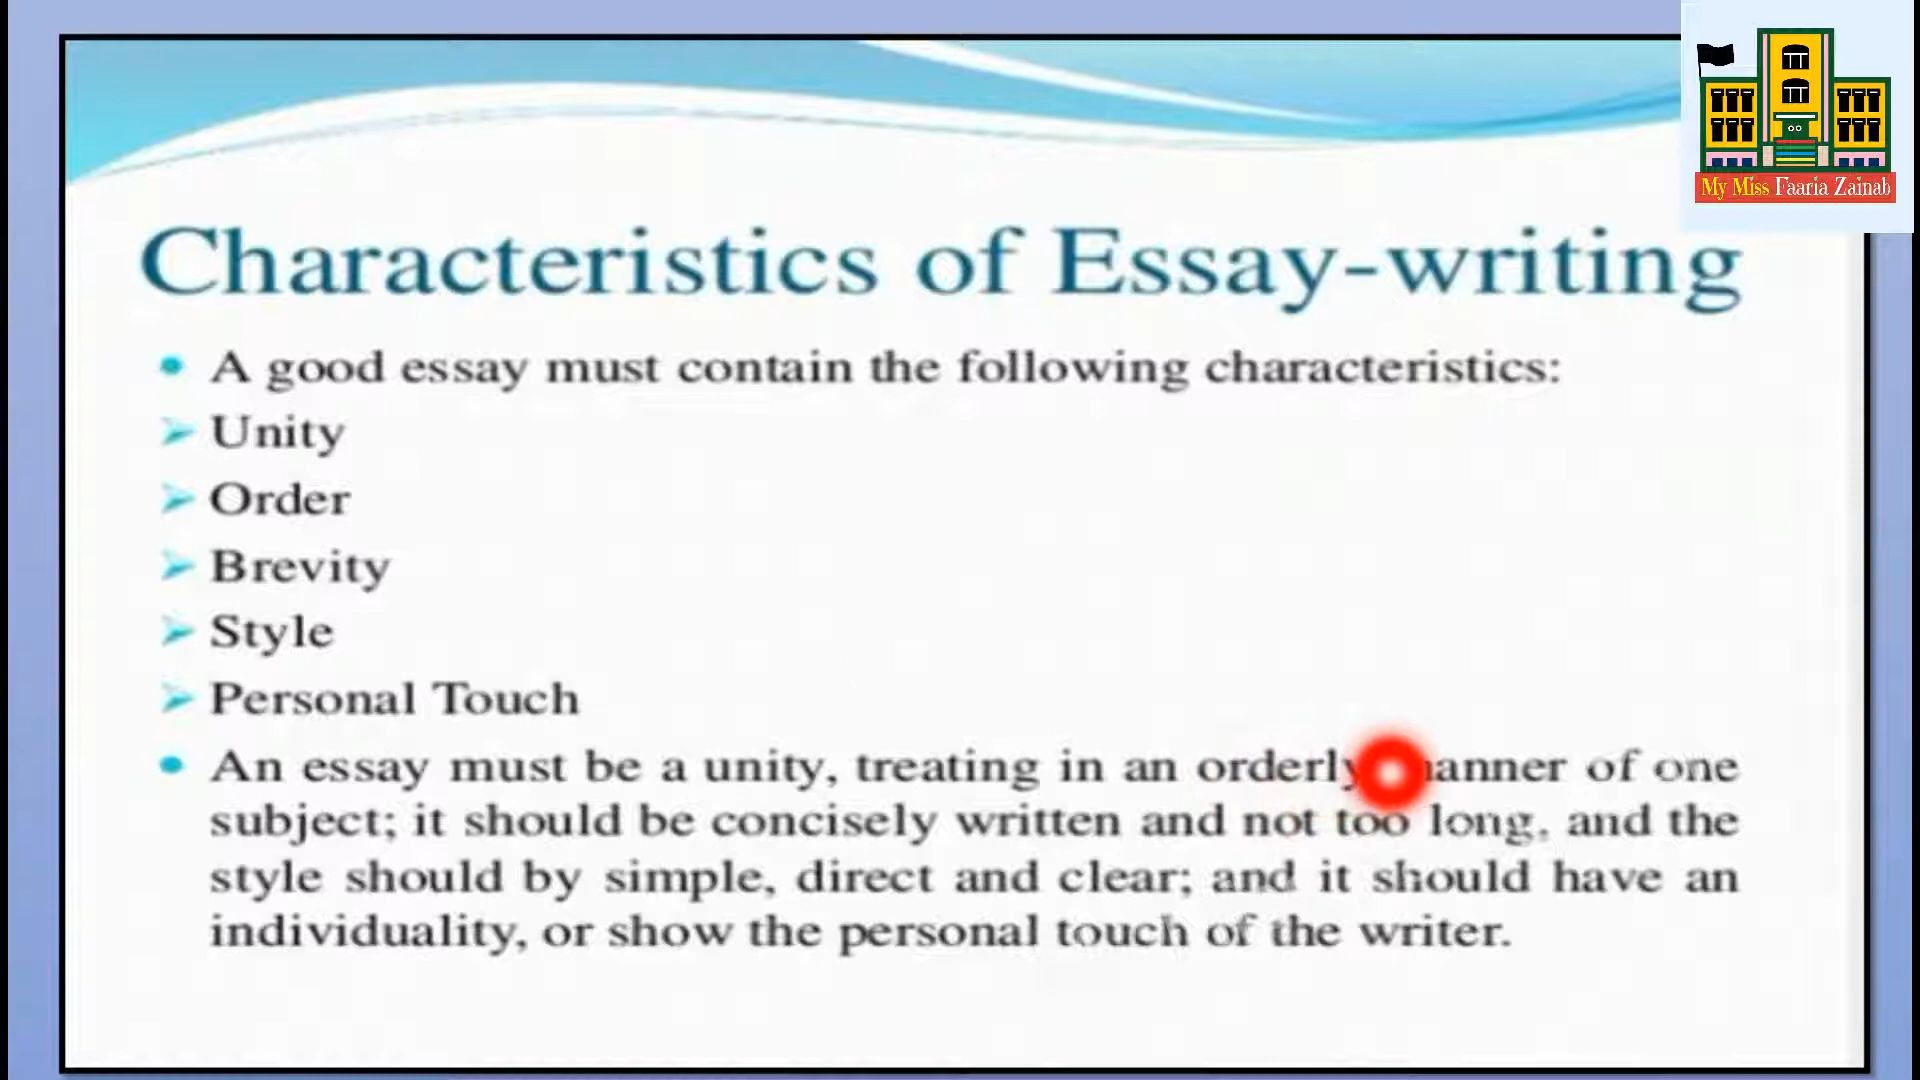 My Miss Faaria Zainab
Characteristics of Essay-writing
A good essay must contain the following characteristics:
Unity
Order
Brevity
Style
Personal Touch
An essay must be a unity, treating in an orderly manner of one
subject; it should be concisely written and not too long, and the
style should by simple, direct and clear; and it should have an
individuality, or show the personal touch of the writer.